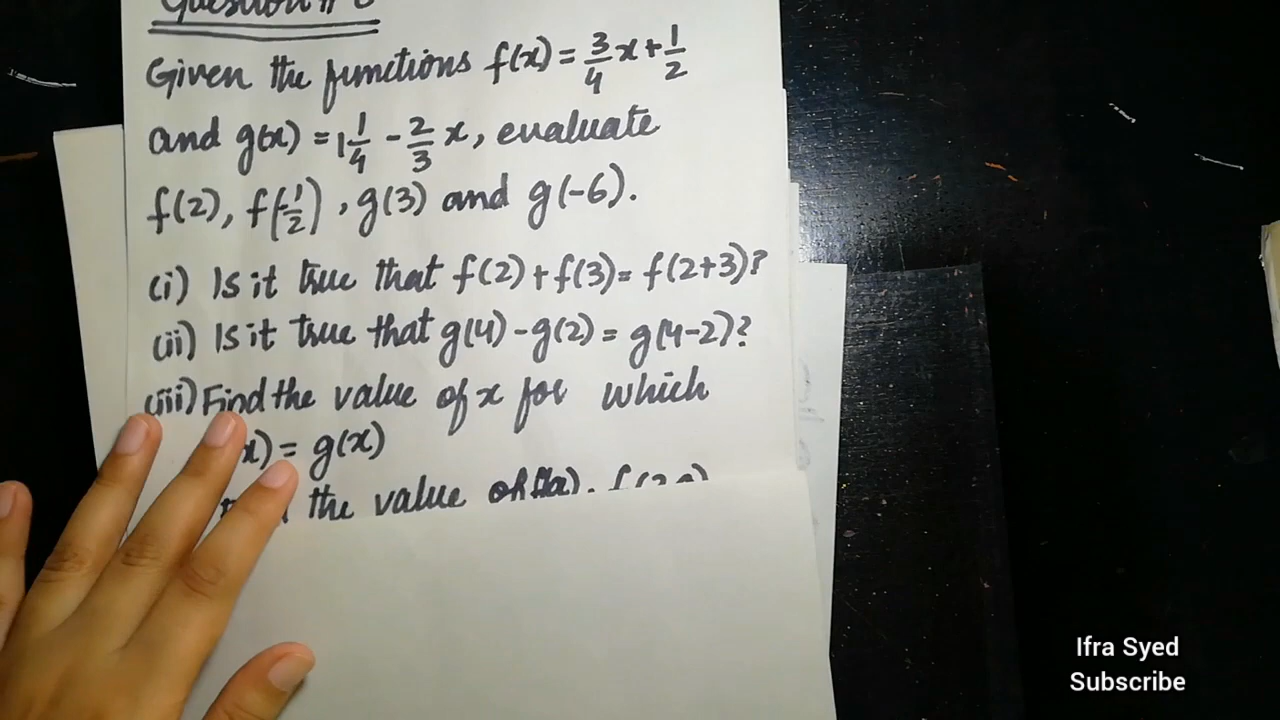 Question #
Given the functions f(x) = 3/4 x + 1/2
and g(x) = 1 1/4 - 2/3 x, evaluate
f(2), f(-1/2), g(3) and g(-6).
(i) Is it true that f(2) + f(3) = f(2+3)?
(ii) Is it true that g(4) - g(2) = g(4-2)?
(iii) Find the value of x for which
x) = g(x)
the value of
Ifra Syed
Subscribe